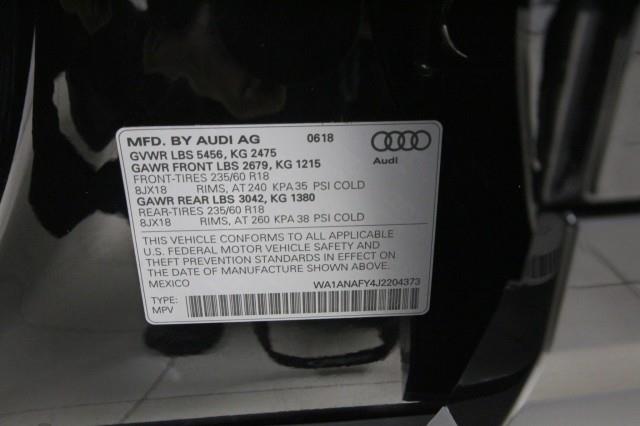 MFD. BY AUDI AG 0618
GVWR LBS 5456, KG 2475
GAWR FRONT LBS 2679, KG 1215
FRONT-TIRES 235/60 R18
8JX18 RIMS, AT 240 KPA 35 PSI COLD
GAWR REAR LBS 3042, KG 1380
REAR-TIRES 235/60 R18
8JX18 RIMS, AT 260 KPA 38 PSI COLD
Audi
THIS VEHICLE CONFORMS TO ALL APPLICABLE
U.S. FEDERAL MOTOR VEHICLE SAFETY AND
THEFT PREVENTION STANDARDS IN EFFECT ON
THE DATE OF MANUFACTURE SHOWN ABOVE.
MEXICO WA1ANAFY4J2204373
TYPE:
MPV